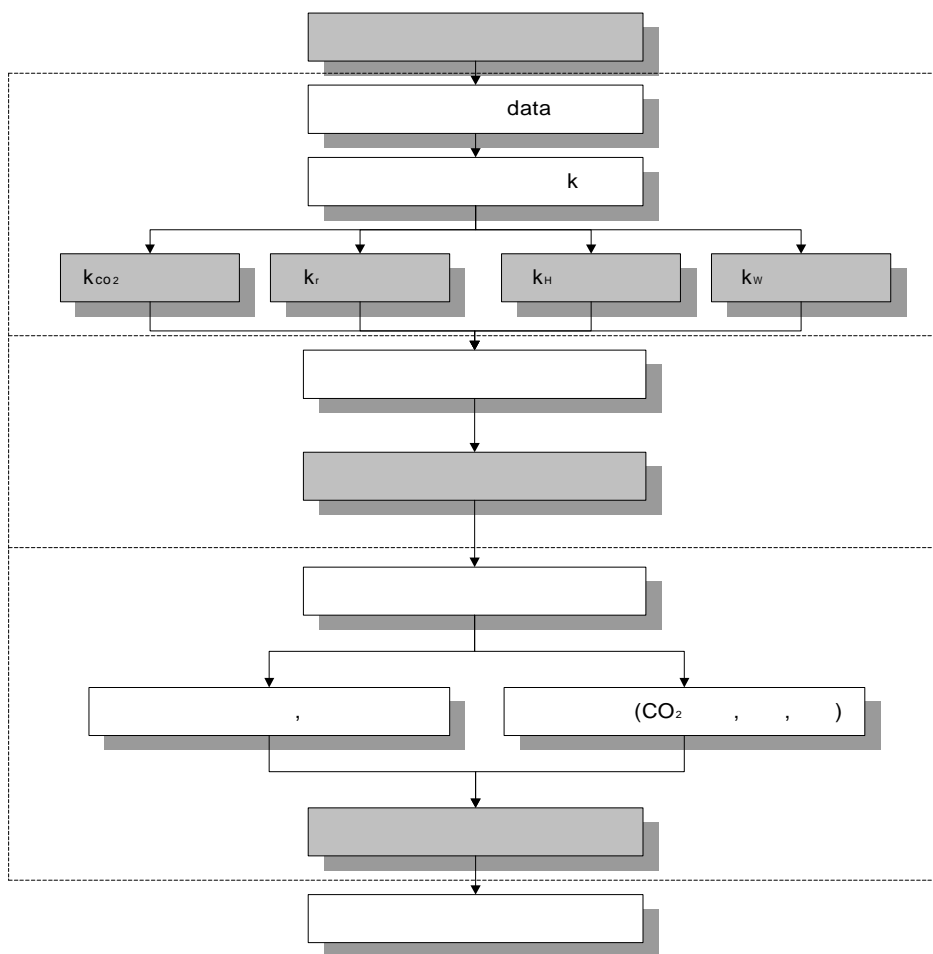 data
k
kco2 kr kH kW
, (CO₂ , , )